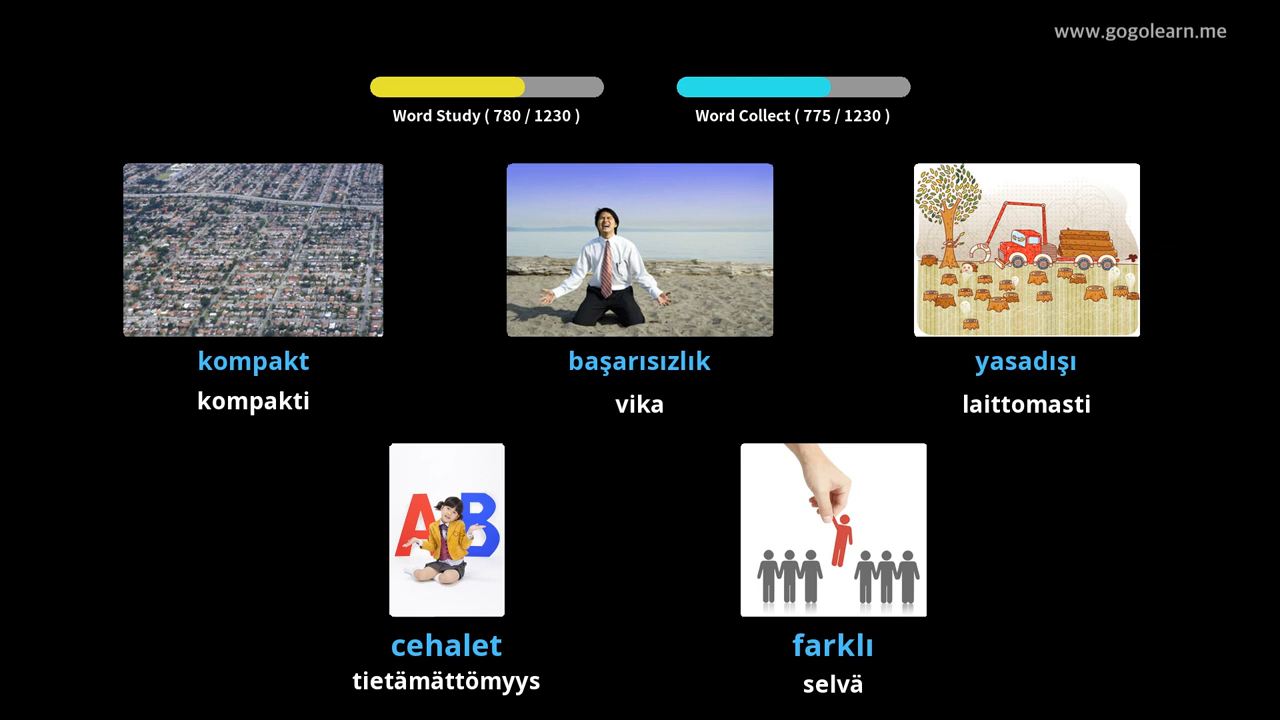 www.gogolearn.me
Word Study ( 780 / 1230 )
Word Collect ( 775 / 1230 )
kompakt
kompakti
başarısızlık
vika
yasadışı
laittomasti
A B
cehalet
tietämättömyys
farklı
selvä